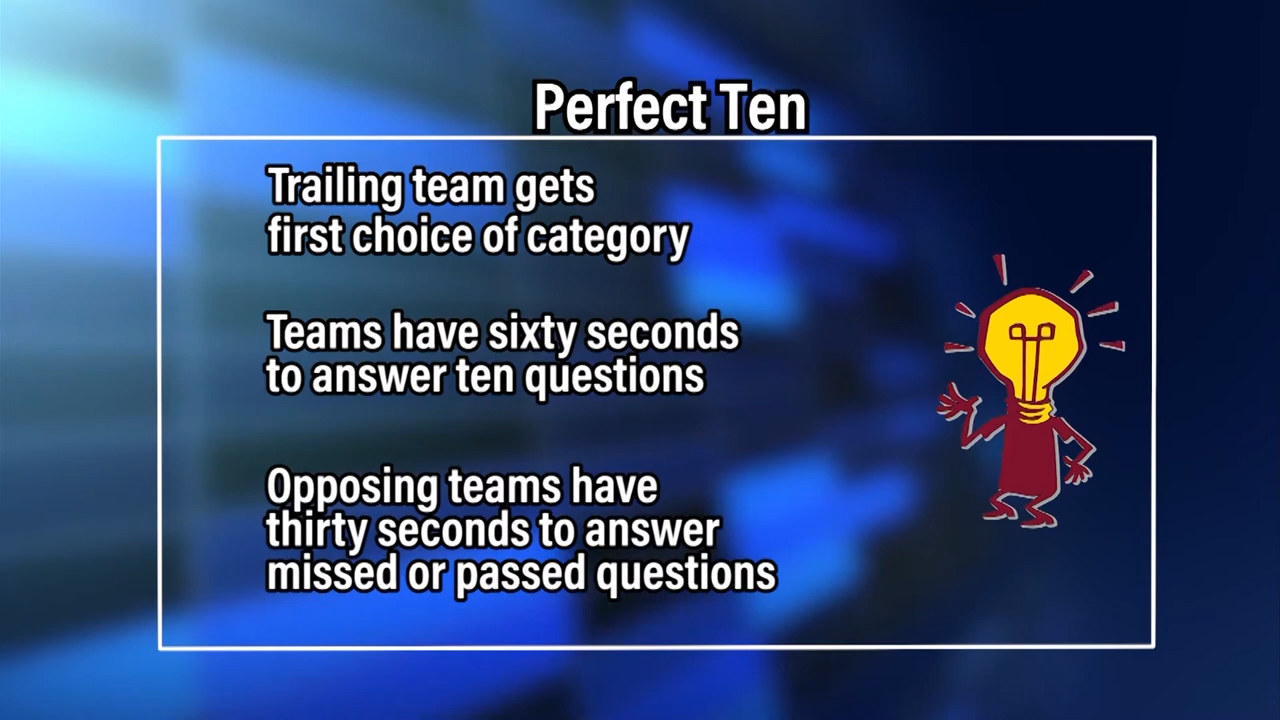 Perfect Ten
Trailing team gets
first choice of category
Teams have sixty seconds
to answer ten questions
Opposing teams have
thirty seconds to answer
missed or passed questions